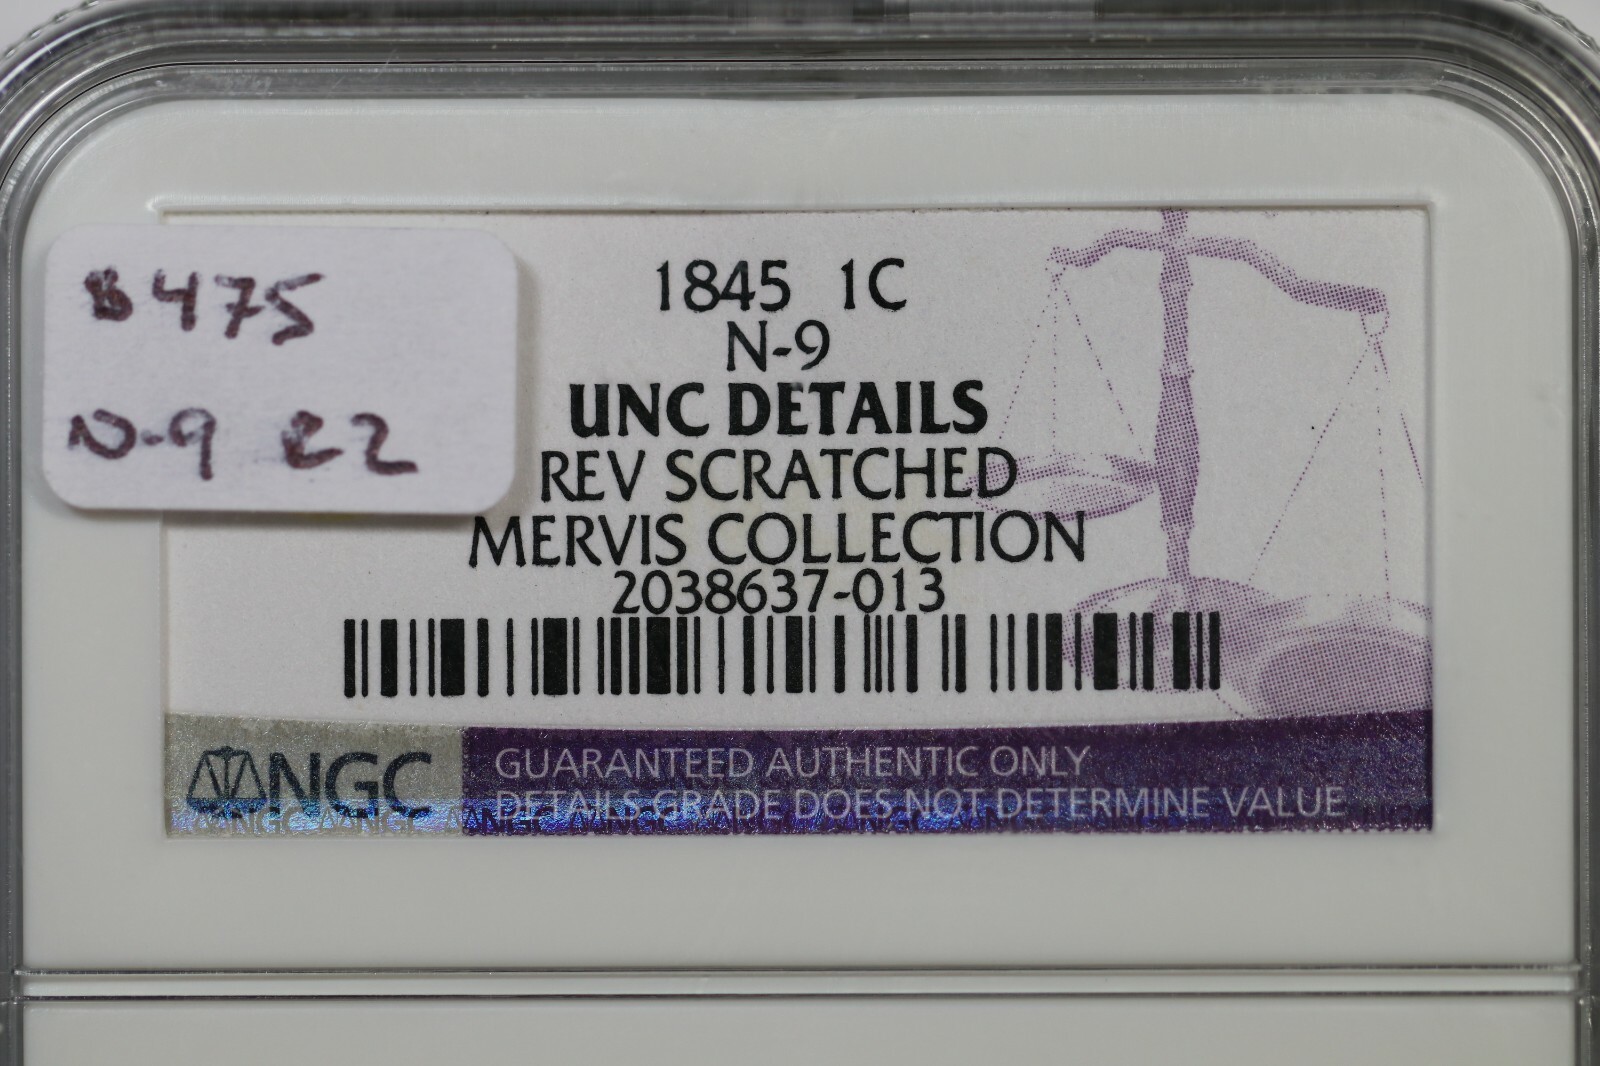 B475
N-9 R2
1845 1C
N-9
UNC DETAILS
REV SCRATCHED
MERVIS COLLECTION
2038637-013
NGC
GUARANTEED AUTHENTIC ONLY
DETAILS GRADE DOES NOT DETERMINE VALUE